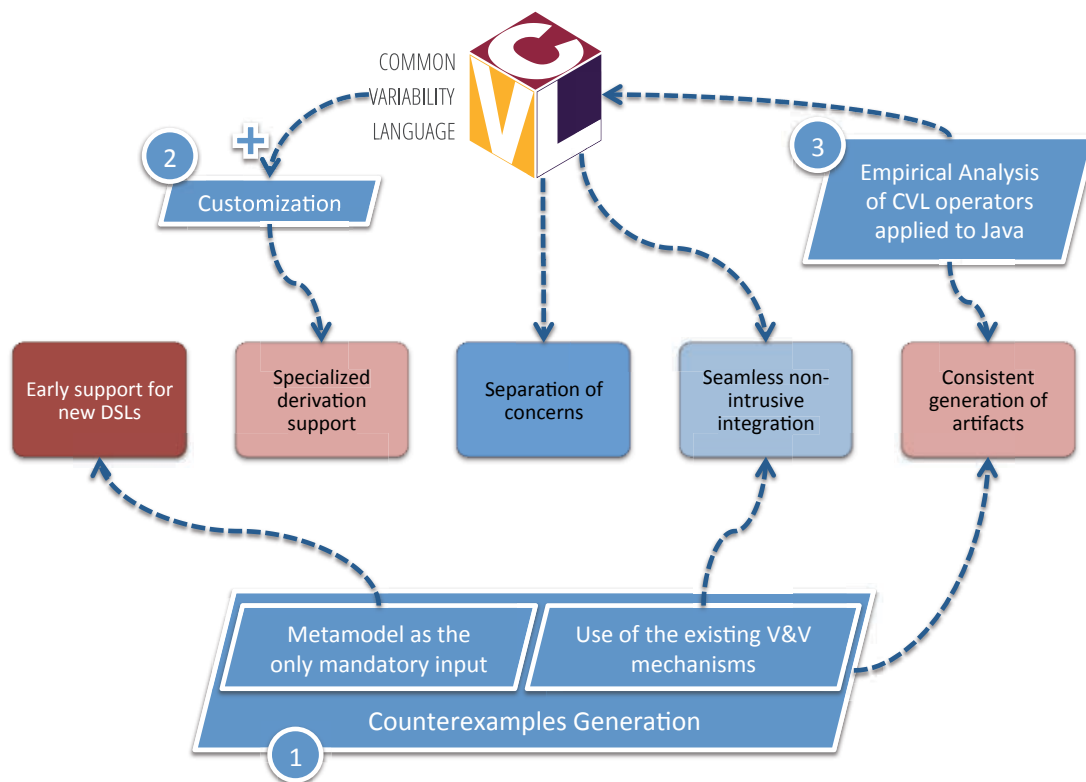 COMMON
VARIABILITY
LANGUAGE
C
V
L
2
+
Customization
3
Empirical Analysis
of CVL operators
applied to Java
Early support for
new DSLs
Specialized
derivation
support
Separation of
concerns
Seamless non-
intrusive
integration
Consistent
generation of
artifacts
Metamodel as the
only mandatory input
Use of the existing V&V
mechanisms
Counterexamples Generation
1